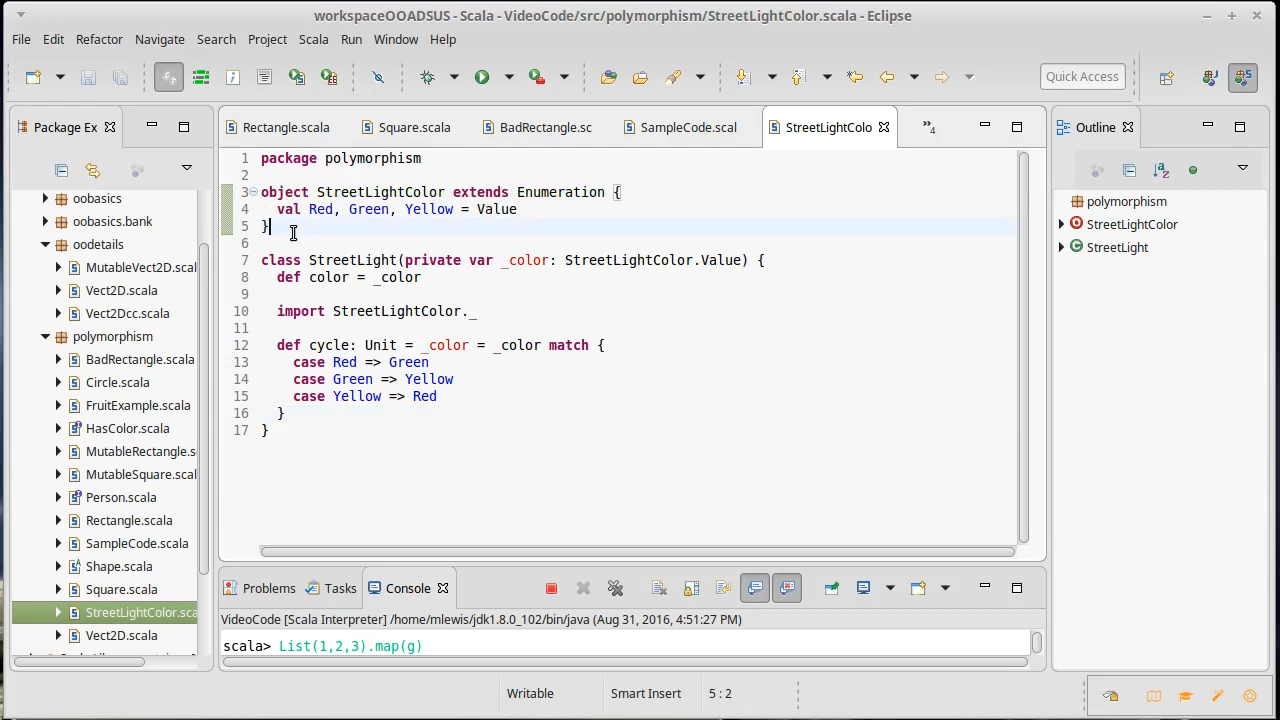 workspaceOOADSUS - Scala - VideoCode/src/polymorphism/StreetLightColor.scala - Eclipse
File Edit Refactor Navigate Search Project Scala Run Window Help
Quick Access
Package Ex
Rectangle.scala Square.scala BadRectangle.sc SampleCode.scal StreetLightColo »4
Outline
oobasics
oobasics.bank
oodetails
MutableVect2D.scal
Vect2D.scala
Vect2Dcc.scala
polymorphism
BadRectangle.scala
Circle.scala
FruitExample.scala
HasColor.scala
MutableRectangle.s
MutableSquare.scal
Person.scala
Rectangle.scala
SampleCode.scala
Shape.scala
Square.scala
StreetLightColor.sca
Vect2D.scala
1 package polymorphism
2
3 object StreetLightColor extends Enumeration {
4 val Red, Green, Yellow = Value
5 }
6
7 class StreetLight(private var _color: StreetLightColor.Value) {
8 def color = _color
9
10 import StreetLightColor._
11
12 def cycle: Unit = _color = _color match {
13 case Red => Green
14 case Green => Yellow
15 case Yellow => Red
16 }
17 }
polymorphism
StreetLightColor
StreetLight
Problems Tasks Console
VideoCode [Scala Interpreter] /home/mlewis/jdk1.8.0_102/bin/java (Aug 31, 2016, 4:51:27 PM)
scala> List(1,2,3).map(g)
Writable Smart Insert 5 : 2